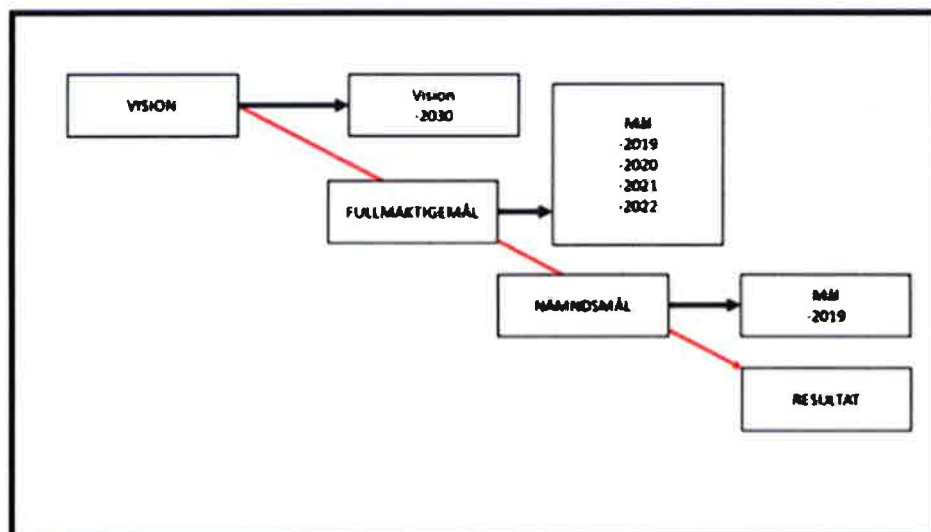 VISION
Vision
-2030
Mål
-2019
-2020
-2021
-2022
FULLMÄKTIGEMÅL
NÄMNDSMÅL
Mål
-2019
RESULTAT